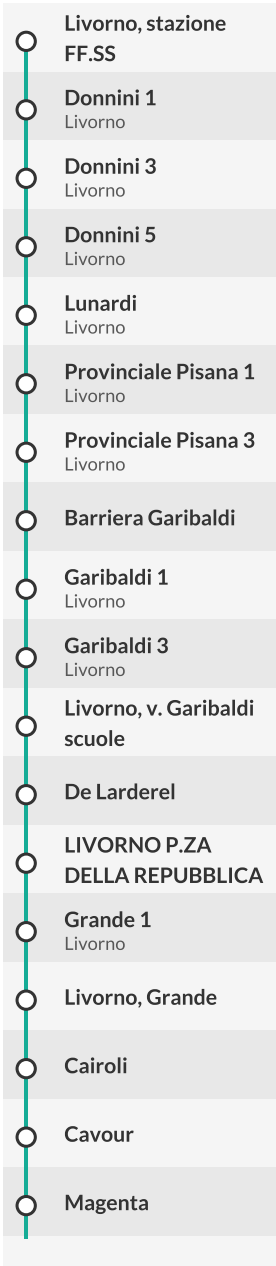 Livorno, stazione
FF.SS
Donnini 1
Livorno
Donnini 3
Livorno
Donnini 5
Livorno
Lunardi
Livorno
Provinciale Pisana 1
Livorno
Provinciale Pisana 3
Livorno
Barriera Garibaldi
Garibaldi 1
Livorno
Garibaldi 3
Livorno
Livorno, v. Garibaldi
scuole
De Larderel
LIVORNO P.ZA
DELLA REPUBBLICA
Grande 1
Livorno
Livorno, Grande
Cairoli
Cavour
Magenta